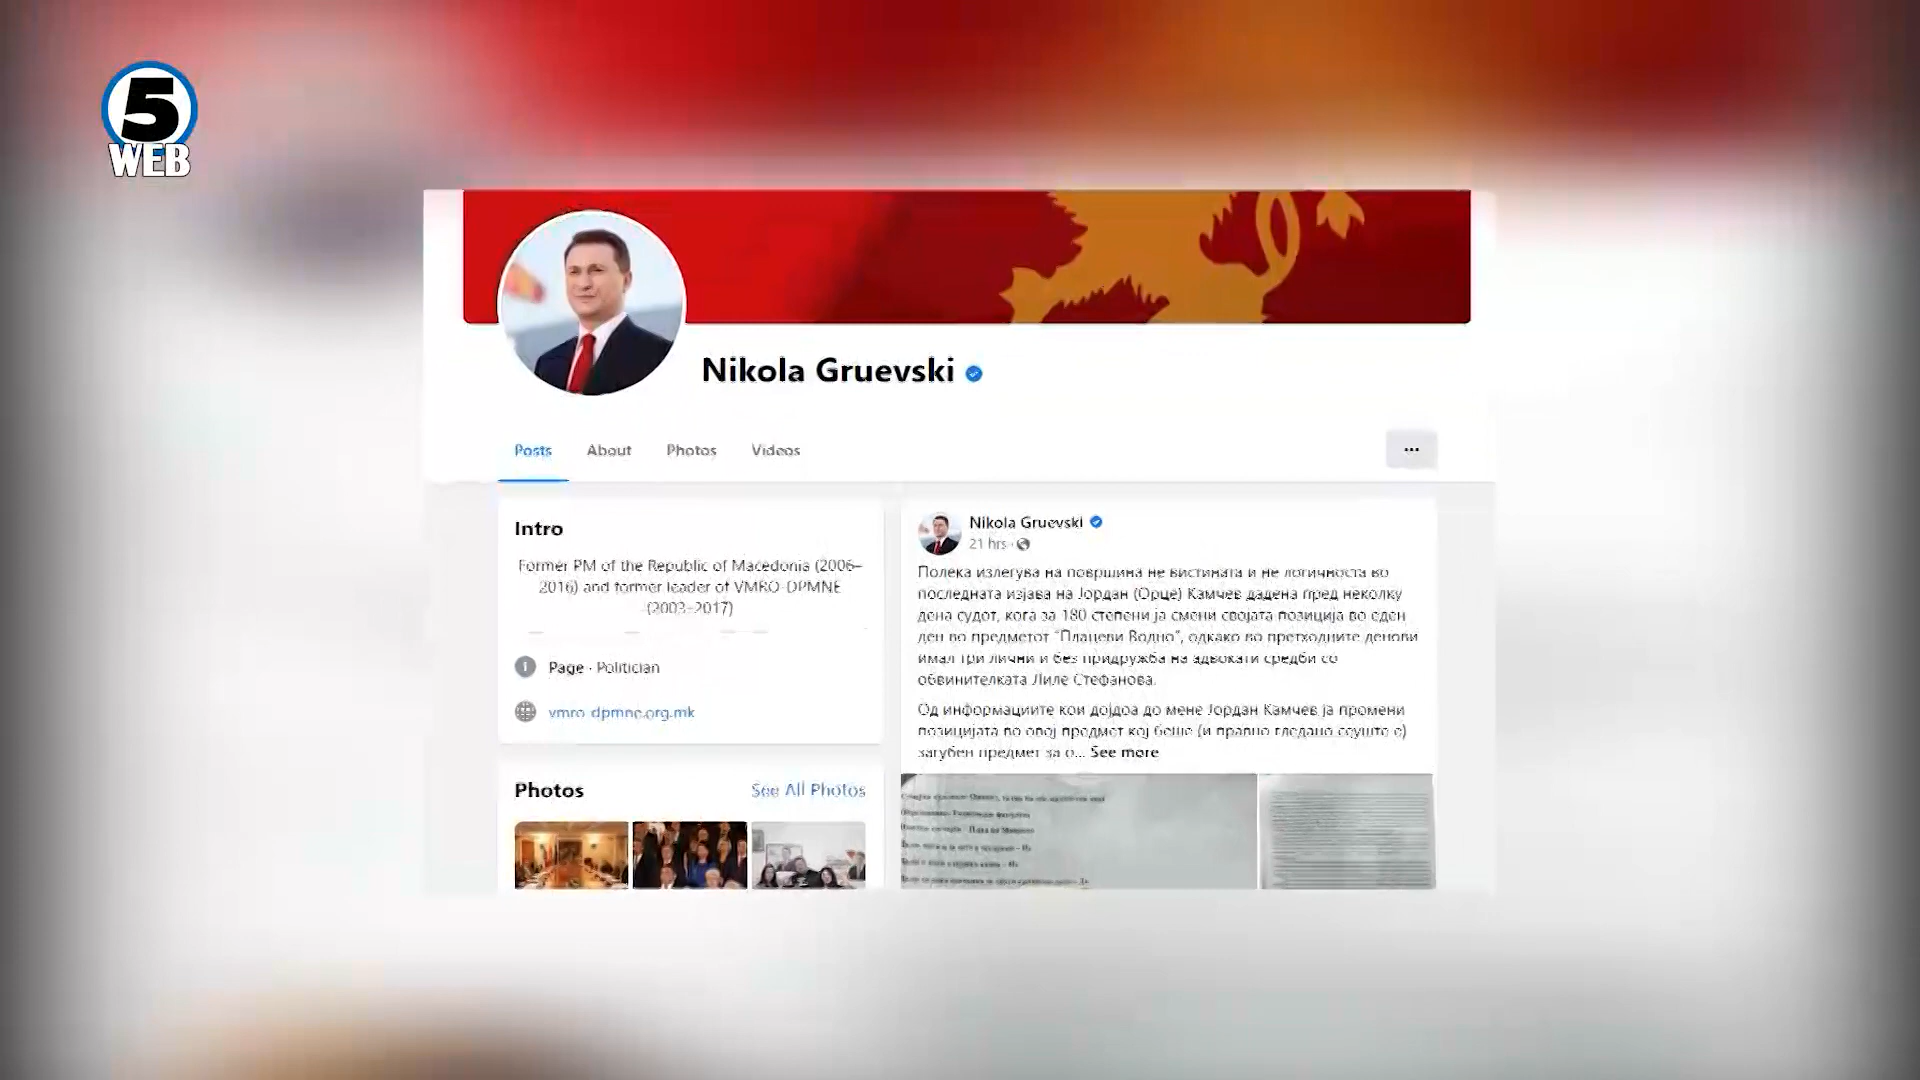 5
WEB
Nikola Gruevski
Posts About Photos Videos
Intro
Former PM of the Republic of Macedonia (2006–
2016) and former leader of VMRO-DPMNE
(2003–2017)
Page · Politician
vmro-dpmne.org.mk
Photos See All Photos
Nikola Gruevski
21 hrs ·
Полека излегува на површина не вистината и не логичноста во
последната изјава на Јордан (Орце) Камчев дадена пред неколку
дена судот, кога за 180 степени ја смени својата позиција во еден
ден во предметот "Плацеви Водно", откако во претходните денови
имал три лични и без придружба на адвокати средби со
обвинителката Лиле Стефанова.
Од информациите кои дојдоа до мене Јордан Камчев ја промени
позицијата во овој предмет кој беше (и правно гледано сеуште е)
загубен предмет за о... See more